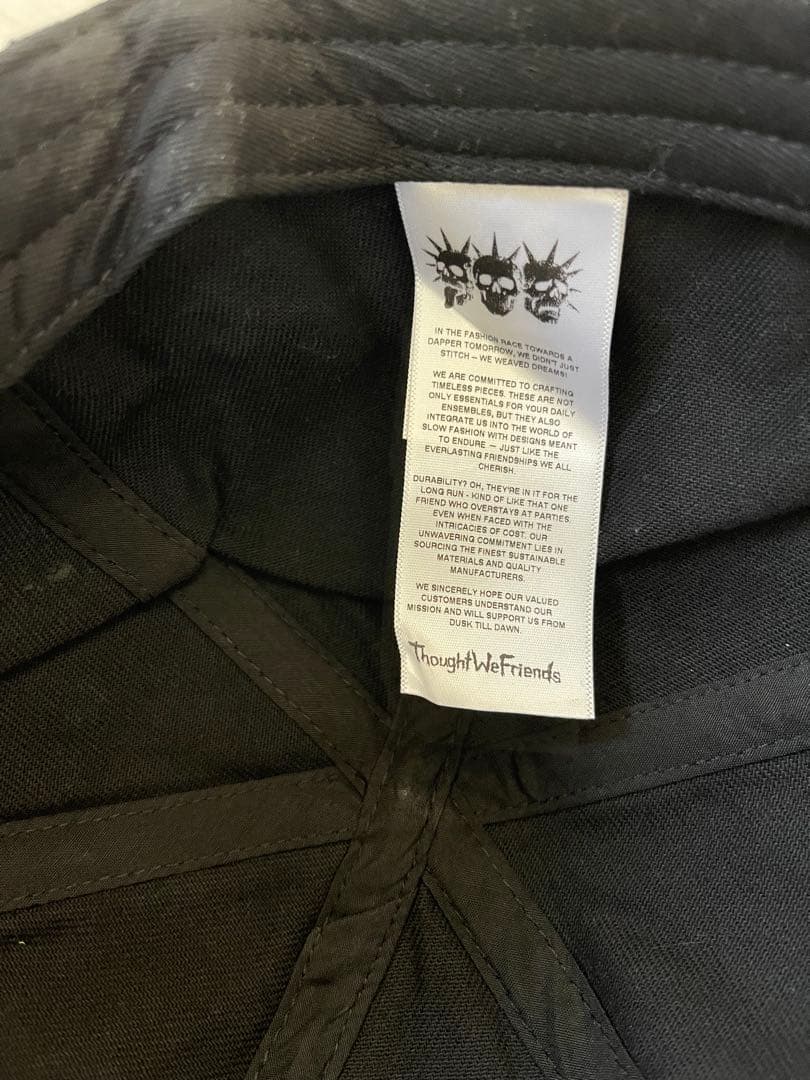 IN THE FASHION RACE TOWARDS A
DAPPER TOMORROW, WE DIDN'T JUST
STITCH – WE WEAVED DREAMS!
WE ARE COMMITTED TO CRAFTING
TIMELESS PIECES. THESE ARE NOT
ONLY ESSENTIALS FOR YOUR DAILY
ENSEMBLES, BUT THEY ALSO
INTEGRATE US INTO THE WORLD OF
SLOW FASHION WITH DESIGNS MEANT
TO ENDURE – JUST LIKE THE
EVERLASTING FRIENDSHIPS WE ALL
CHERISH.
DURABILITY? OH, THEY'RE IN IT FOR THE
LONG RUN - KIND OF LIKE THAT ONE
FRIEND WHO OVERSTAYS AT PARTIES.
EVEN WHEN FACED WITH THE
INTRICACIES OF COST. OUR
UNWAVERING COMMITMENT LIES IN
SOURCING THE FINEST SUSTAINABLE
MATERIALS AND QUALITY
MANUFACTURERS.
WE SINCERELY HOPE OUR VALUED
CUSTOMERS UNDERSTAND OUR
MISSION AND WILL SUPPORT US FROM
DUSK TILL DAWN.
ThoughtWeFriends